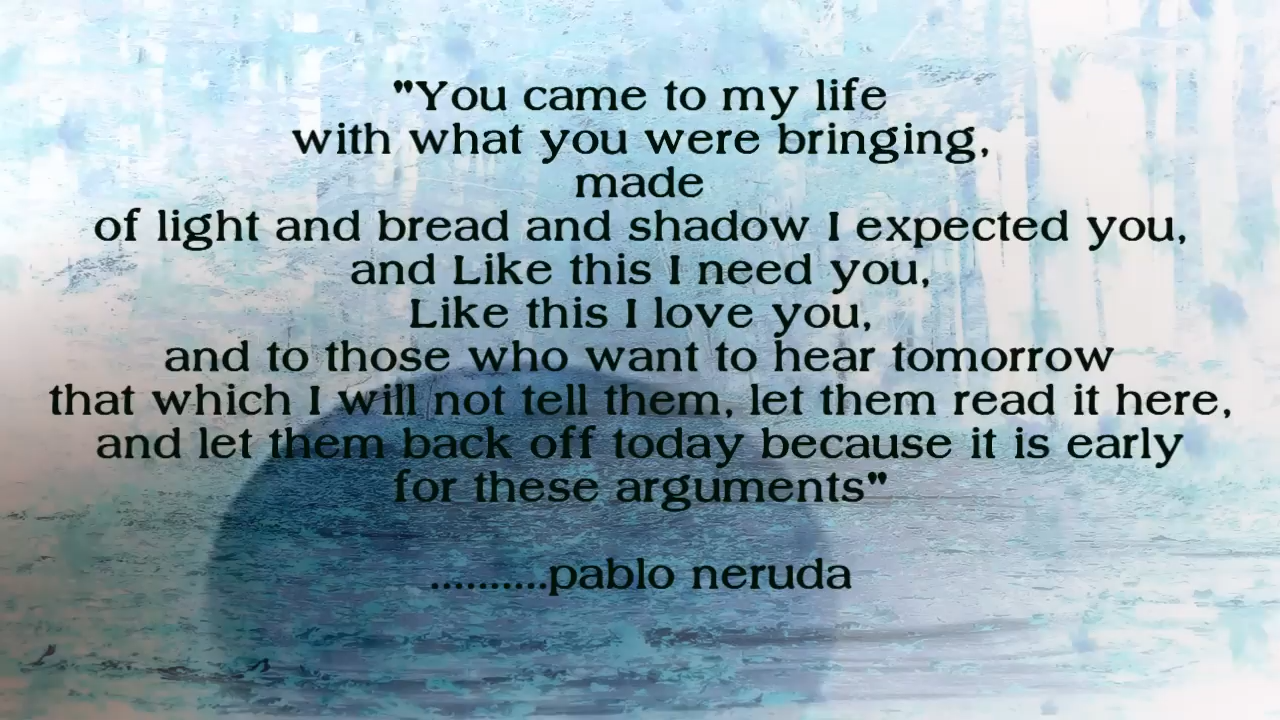 "You came to my life
with what you were bringing,
made
of light and bread and shadow I expected you,
and Like this I need you,
Like this I love you,
and to those who want to hear tomorrow
that which I will not tell them, let them read it here,
and let them back off today because it is early
for these arguments"
..........pablo neruda